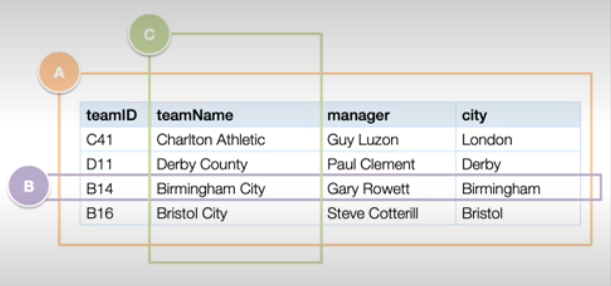 C
A
teamID teamName manager city
C41 Charlton Athletic Guy Luzon London
D11 Derby County Paul Clement Derby
B B14 Birmingham City Gary Rowett Birmingham
B16 Bristol City Steve Cotterill Bristol